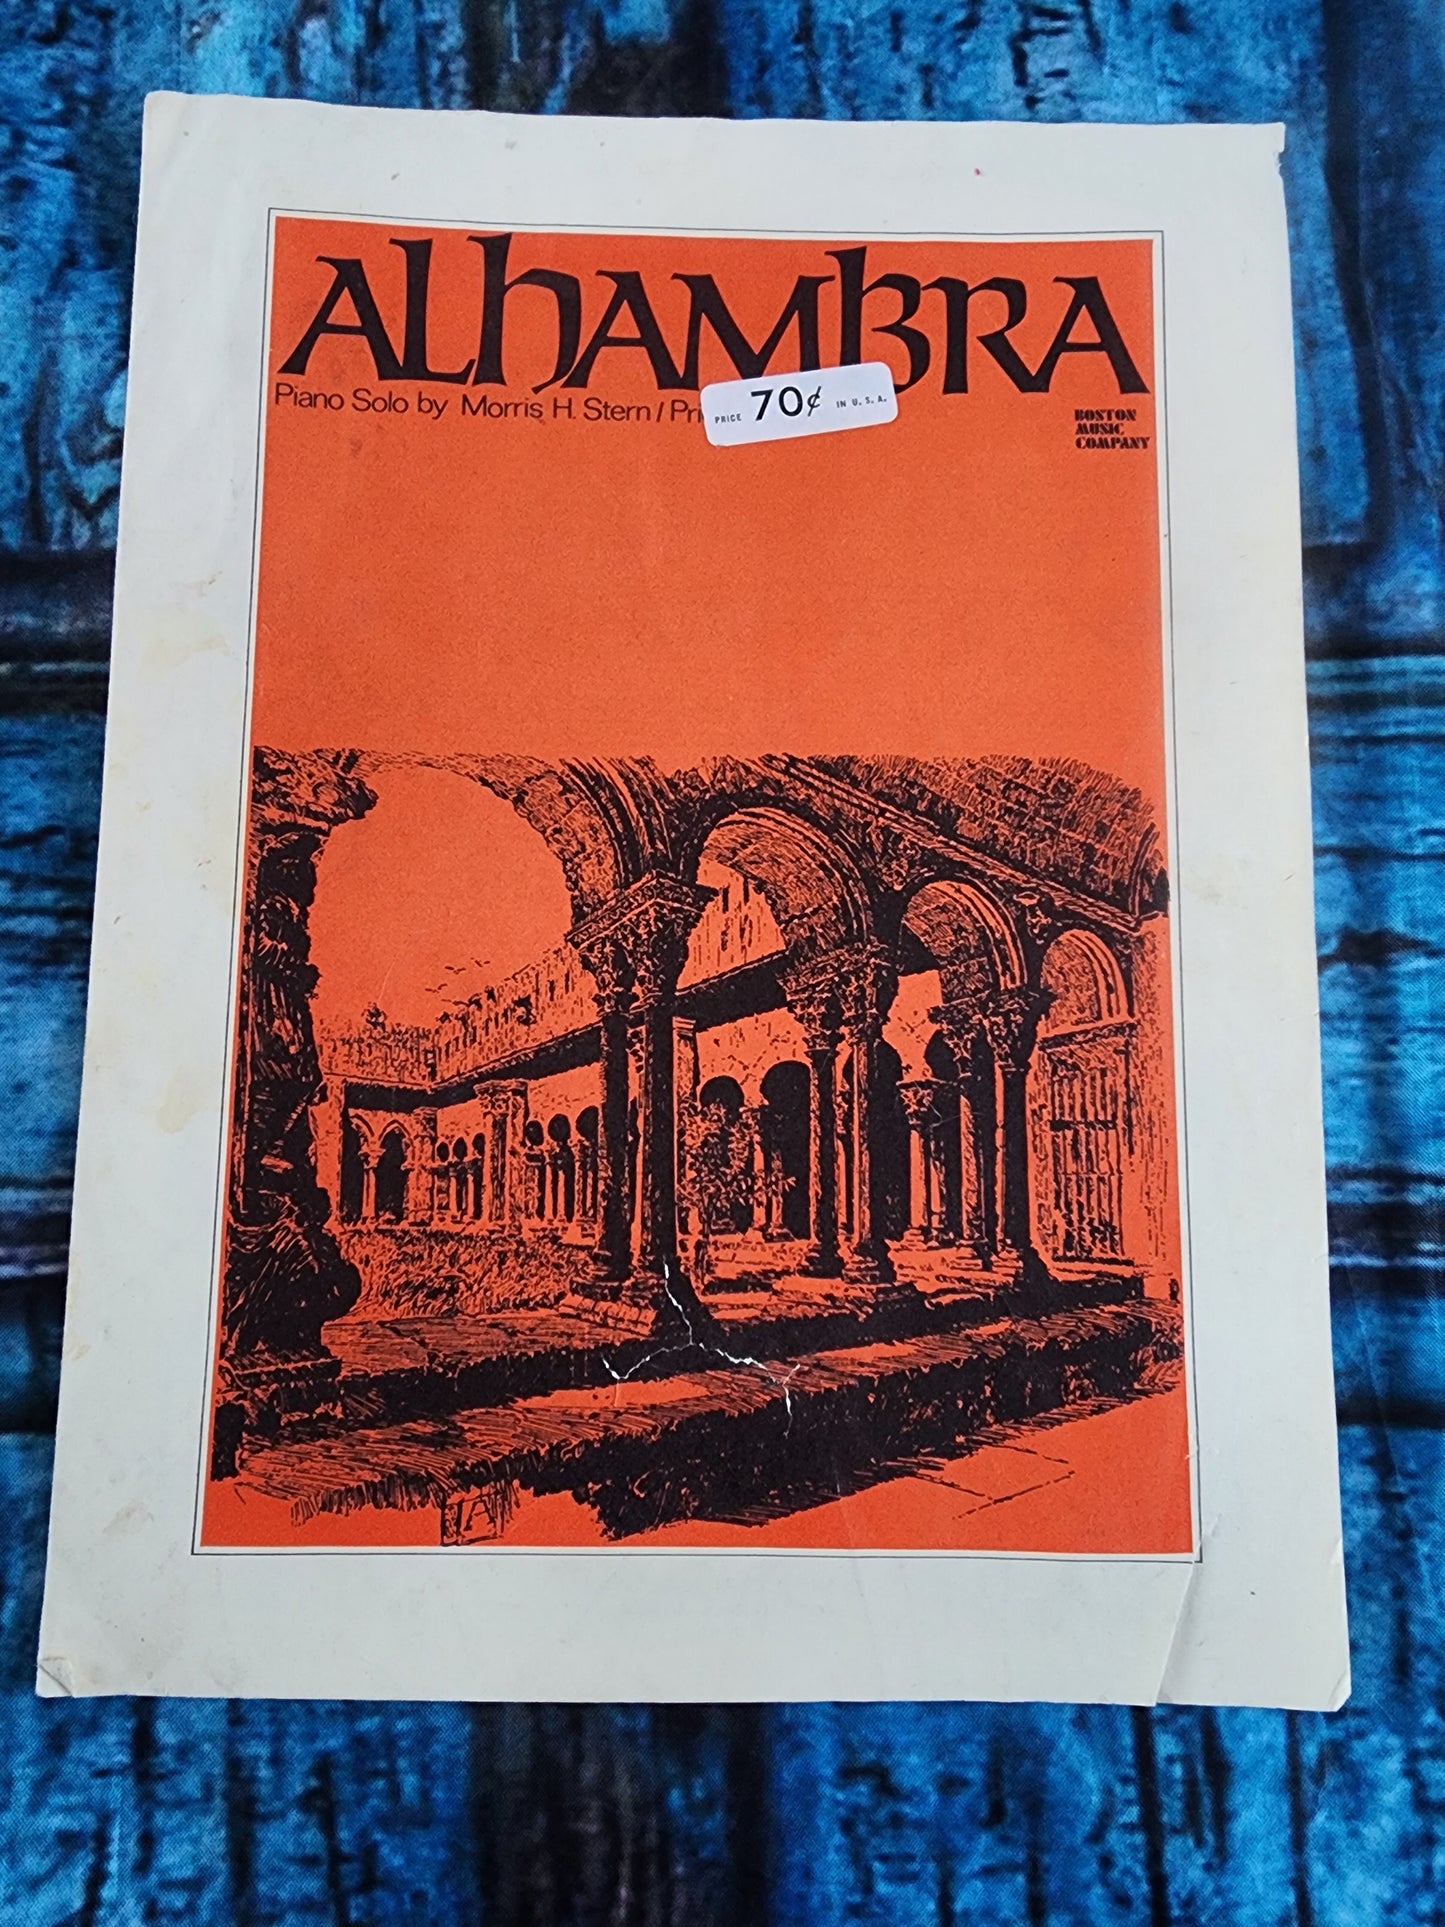 ALhAMBRA
Piano Solo by Morris H. Stern / Pri
PRICE 70¢ IN U.S.A.
BOSTON
MUSIC
COMPANY
A